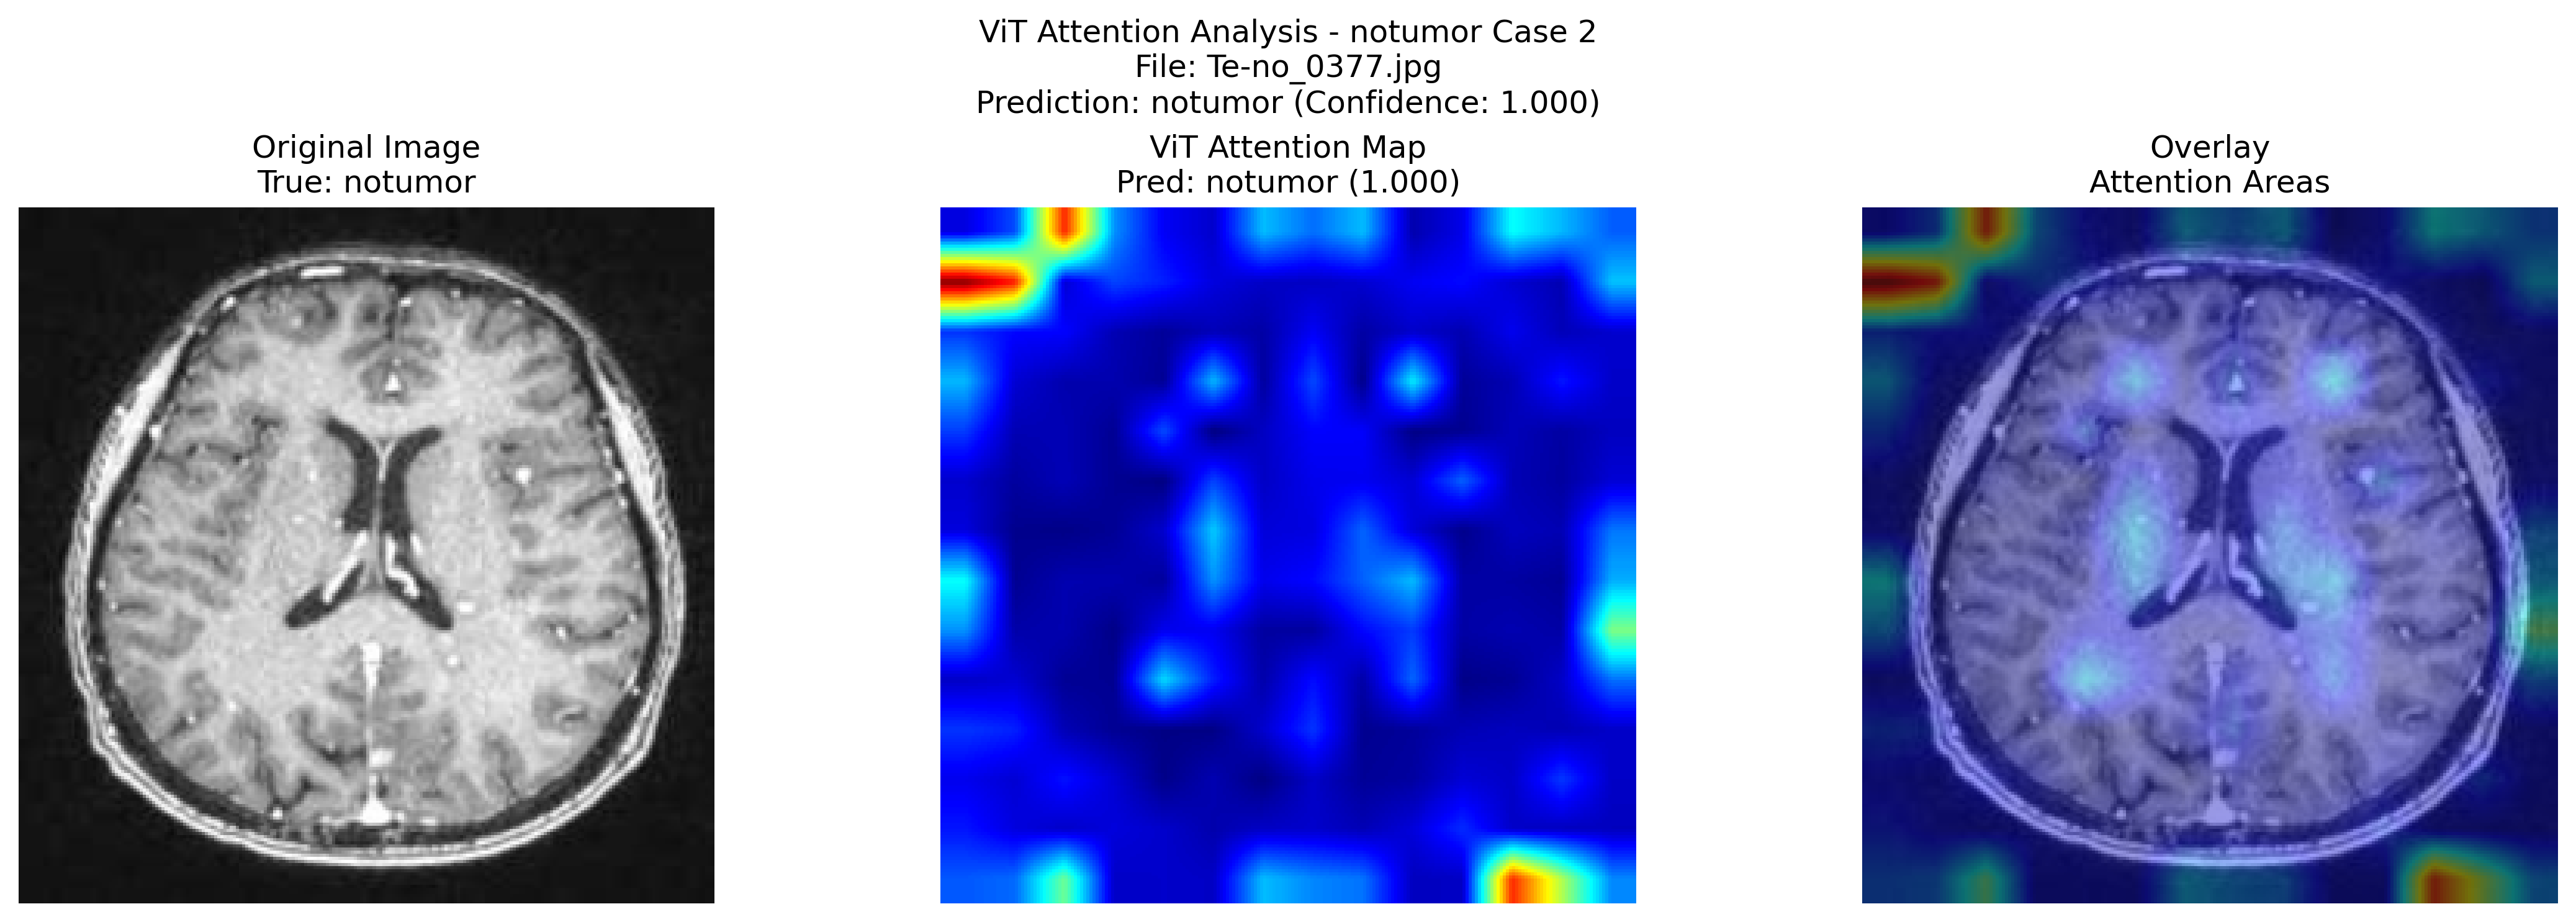 ViT Attention Analysis - notumor Case 2
File: Te-no_0377.jpg
Prediction: notumor (Confidence: 1.000)
Original Image
True: notumor
ViT Attention Map
Pred: notumor (1.000)
Overlay
Attention Areas